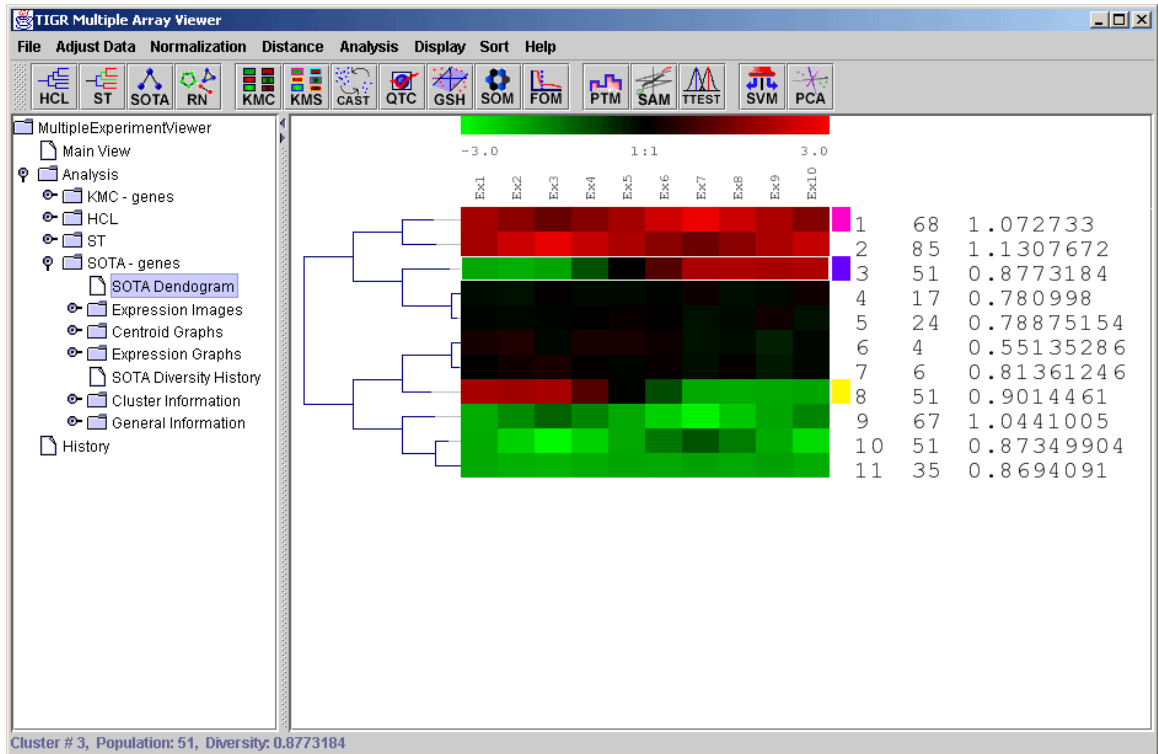 TIGR Multiple Array Viewer
File Adjust Data Normalization Distance Analysis Display Sort Help
HCL ST SOTA RN KMC KMS CAST QTC GSH SOM FOM PTM SAM TTEST SVM PCA
MultipleExperimentViewer
Main View
Analysis
KMC - genes
HCL
ST
SOTA - genes
SOTA Dendogram
Expression Images
Centroid Graphs
Expression Graphs
SOTA Diversity History
Cluster Information
General Information
History
-3.0 1:1 3.0
Ex1 Ex2 Ex3 Ex4 Ex5 Ex6 Ex7 Ex8 Ex9 Ex10
1 68 1.072733
2 85 1.1307672
3 51 0.8773184
4 17 0.780998
5 24 0.78875154
6 4 0.55135286
7 6 0.81361246
8 51 0.9014461
9 67 1.0441005
10 51 0.87349904
11 35 0.8694091
Cluster # 3, Population: 51, Diversity: 0.8773184